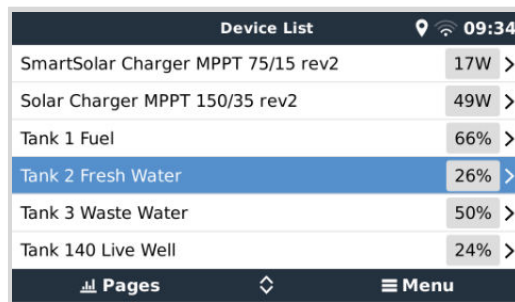 Device List 09:34
SmartSolar Charger MPPT 75/15 rev2 17W
Solar Charger MPPT 150/35 rev2 49W
Tank 1 Fuel 66%
Tank 2 Fresh Water 26%
Tank 3 Waste Water 50%
Tank 140 Live Well 24%
Pages Menu